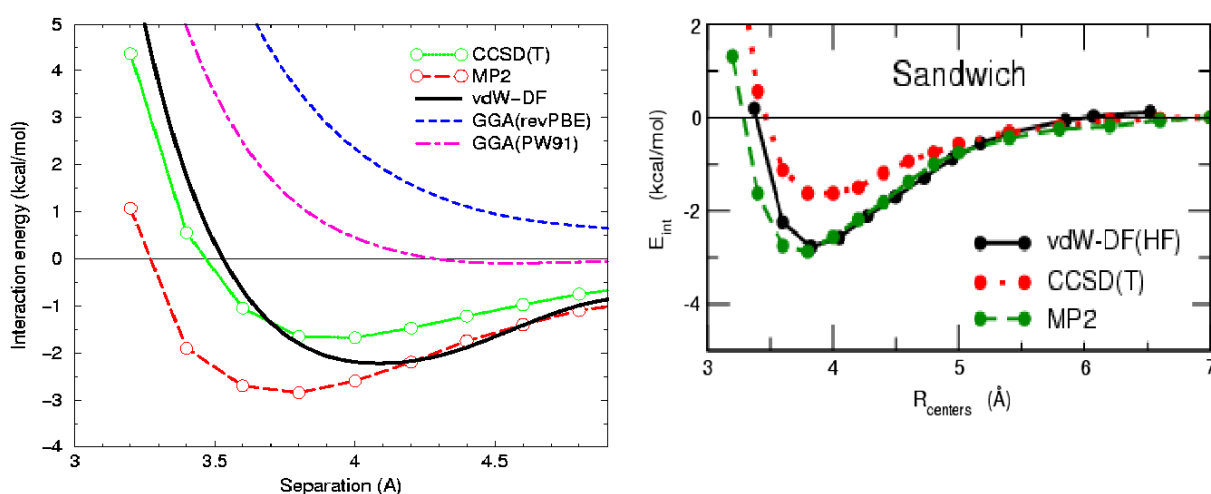 5
4
3
2
1
0
−1
−2
−3
−4
3
3.5
4
4.5
Separation (A)
Interaction energy (kcal/mol)
CCSD(T)
MP2
vdW−DF
GGA(revPBE)
GGA(PW91)
2
0
-2
-4
3
4
5
6
7
R centers (Å)
E int (kcal/mol)
Sandwich
vdW-DF(HF)
CCSD(T)
MP2